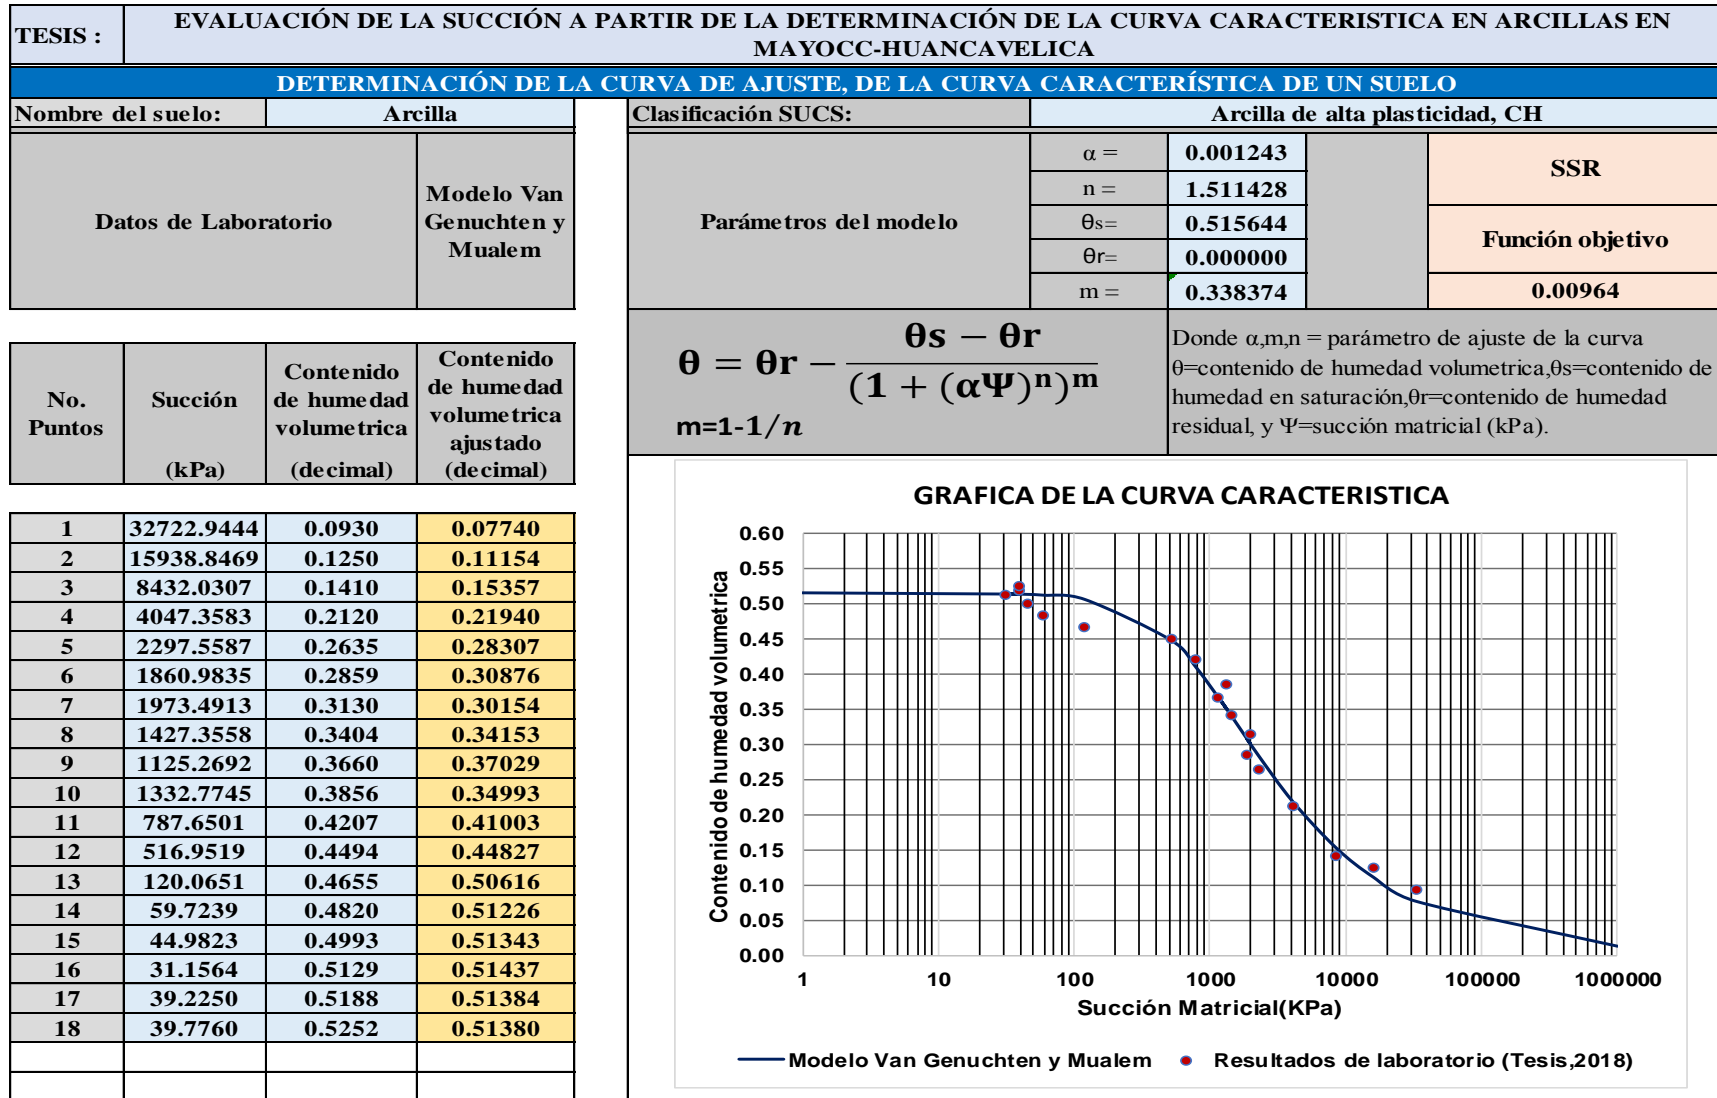 TESIS :
EVALUACIÓN DE LA SUCCIÓN A PARTIR DE LA DETERMINACIÓN DE LA CURVA CARACTERISTICA EN ARCILLAS EN
MAYOCC-HUANCAVELICA
DETERMINACIÓN DE LA CURVA DE AJUSTE, DE LA CURVA CARACTERÍSTICA DE UN SUELO
Nombre del suelo: Arcilla
Clasificación SUCS: Arcilla de alta plasticidad, CH
Datos de Laboratorio
Modelo Van
Genuchten y
Mualem
Parámetros del modelo
α = 0.001243
n = 1.511428
θs= 0.515644
θr= 0.000000
m = 0.338374
SSR
Función objetivo
0.00964
θ = θr − θs − θr / (1 + (αΨ)ⁿ)ᵐ
m=1-1/n
Donde α,m,n = parámetro de ajuste de la curva
θ=contenido de humedad volumetrica,θs=contenido de
humedad en saturación,θr=contenido de humedad
residual, y Ψ=succión matricial (kPa).
No.
Puntos
Succión
(kPa)
Contenido
de humedad
volumetrica
(decimal)
Contenido
de humedad
volumetrica
ajustado
(decimal)
1 32722.9444 0.0930 0.07740
2 15938.8469 0.1250 0.11154
3 8432.0307 0.1410 0.15357
4 4047.3583 0.2120 0.21940
5 2297.5587 0.2635 0.28307
6 1860.9835 0.2859 0.30876
7 1973.4913 0.3130 0.30154
8 1427.3558 0.3404 0.34153
9 1125.2692 0.3660 0.37029
10 1332.7745 0.3856 0.34993
11 787.6501 0.4207 0.41003
12 516.9519 0.4494 0.44827
13 120.0651 0.4655 0.50616
14 59.7239 0.4820 0.51226
15 44.9823 0.4993 0.51343
16 31.1564 0.5129 0.51437
17 39.2250 0.5188 0.51384
18 39.7760 0.5252 0.51380
GRAFICA DE LA CURVA CARACTERISTICA
Contenido de humedad volumetrica
0.60
0.55
0.50
0.45
0.40
0.35
0.30
0.25
0.20
0.15
0.10
0.05
0.00
1 10 100 1000 10000 100000 1000000
Succión Matricial(KPa)
Modelo Van Genuchten y Mualem
Resultados de laboratorio (Tesis,2018)